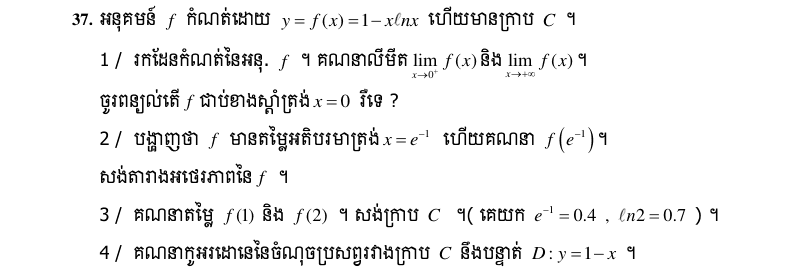 37. អនុគមន៍ f កំណត់ដោយ y = f(x) = 1 − xℓnx ហើយមានក្រាប C ។
1 / រកដែនកំណត់នៃអនុ. f ។ គណនាលីមីត lim x→0⁺ f(x) និង lim x→+∞ f(x) ។
ចូរពន្យល់តើ f ជាប់ខាងស្តាំត្រង់ x = 0 រឺទេ ?
2 / បង្ហាញថា f មានតម្លៃអតិបរមាត្រង់ x = e⁻¹ ហើយគណនា f(e⁻¹) ។
សង់តារាងអថេរភាពនៃ f ។
3 / គណនាតម្លៃ f(1) និង f(2) ។ សង់ក្រាប C ។( គេយក e⁻¹ = 0.4 , ℓn2 = 0.7 ) ។
4 / គណនាកូអរដោនេនៃចំណុចប្រសព្វរវាងក្រាប C នឹងបន្ទាត់ D : y = 1 − x ។